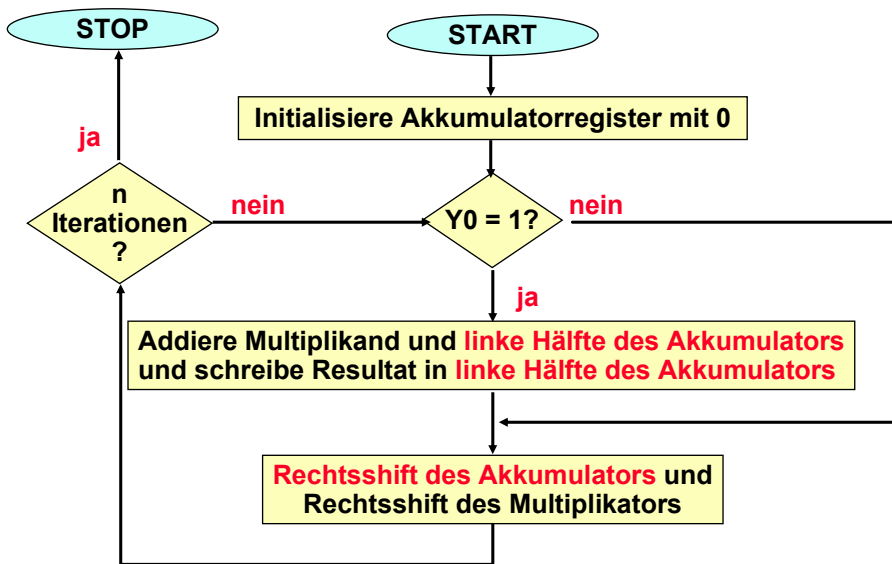 STOP
START
Initialisiere Akkumulatorregister mit 0
ja
n
Iterationen
?
nein
Y0 = 1?
nein
ja
Addiere Multiplikand und linke Hälfte des Akkumulators
und schreibe Resultat in linke Hälfte des Akkumulators
Rechtsshift des Akkumulators und
Rechtsshift des Multiplikators